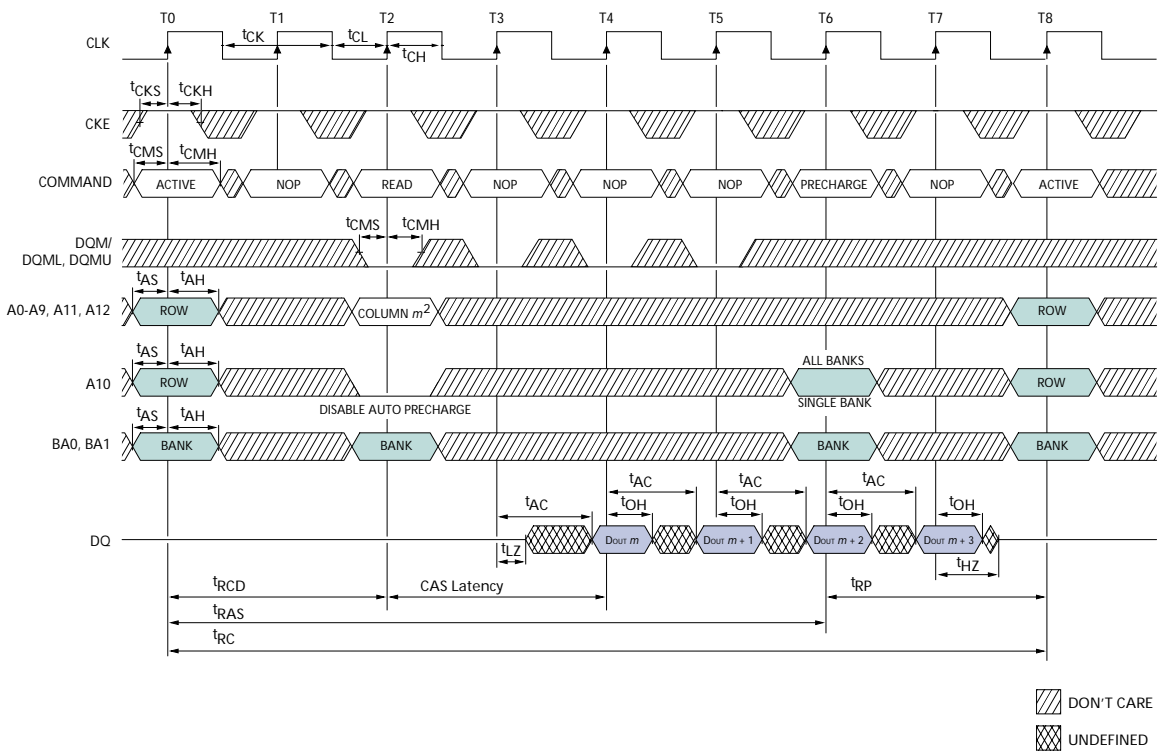 T0 T1 T2 T3 T4 T5 T6 T7 T8
CLK
tCK tCL
tCH
tCKS tCKH
CKE
tCMS tCMH
COMMAND ACTIVE NOP READ NOP NOP NOP PRECHARGE NOP ACTIVE
tCMS tCMH
DQM/
DQML, DQMU
tAS tAH
A0-A9, A11, A12 ROW COLUMN m2 ROW
tAS tAH
ALL BANKS
A10 ROW ROW
DISABLE AUTO PRECHARGE SINGLE BANK
tAS tAH
BA0, BA1 BANK BANK BANK BANK
tAC tAC tAC
tAC tOH tOH tOH tOH
DQ DOUT m DOUT m + 1 DOUT m + 2 DOUT m + 3
tLZ tHZ
tRCD CAS Latency tRP
tRAS
tRC
DON'T CARE
UNDEFINED